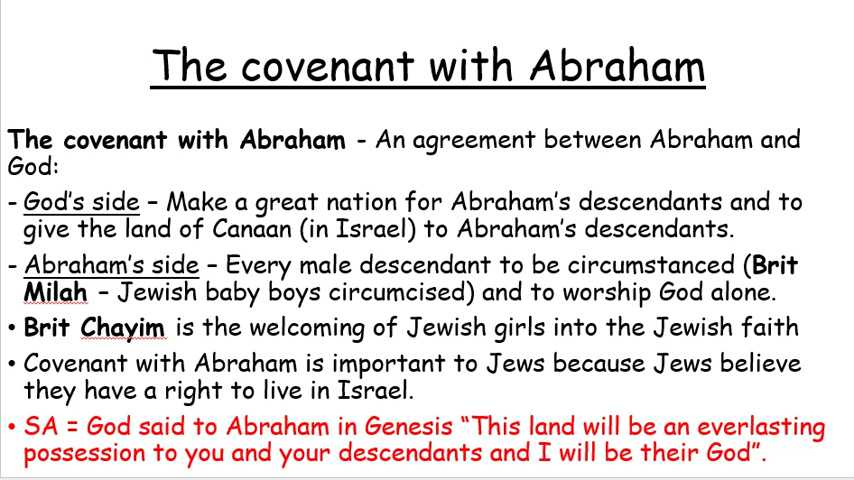 The covenant with Abraham
The covenant with Abraham - An agreement between Abraham and
God:
- God's side – Make a great nation for Abraham's descendants and to
give the land of Canaan (in Israel) to Abraham's descendants.
- Abraham's side – Every male descendant to be circumstanced (Brit
Milah – Jewish baby boys circumcised) and to worship God alone.
• Brit Chayim is the welcoming of Jewish girls into the Jewish faith
• Covenant with Abraham is important to Jews because Jews believe
they have a right to live in Israel.
• SA = God said to Abraham in Genesis "This land will be an everlasting
possession to you and your descendants and I will be their God".